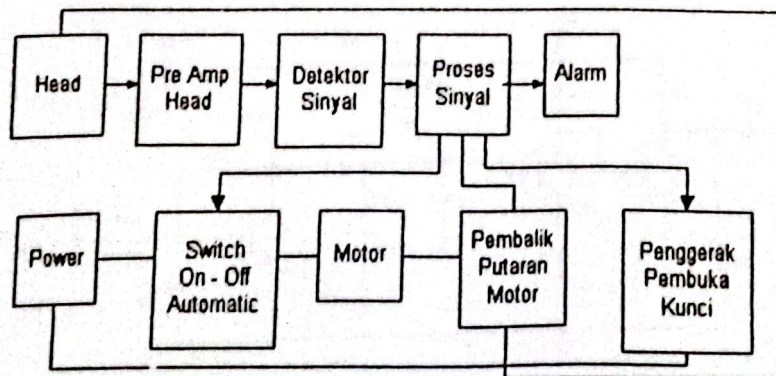 Head
Pre Amp
Head
Detektor
Sinyal
Proses
Sinyal
Alarm
Power
Switch
On - Off
Automatic
Motor
Pembalik
Putaran
Motor
Penggerak
Pembuka
Kunci